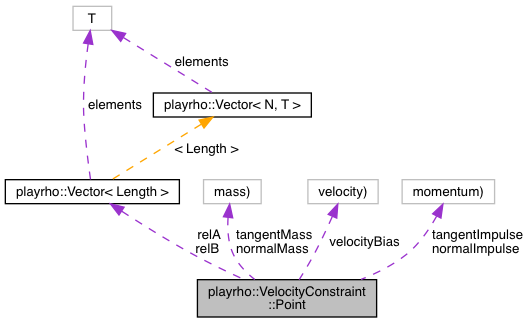 T
elements
elements
playrho::Vector< N, T >
< Length >
playrho::Vector< Length >
mass)
velocity)
momentum)
relA
relB
tangentMass
normalMass
velocityBias
tangentImpulse
normalImpulse
playrho::VelocityConstraint
::Point